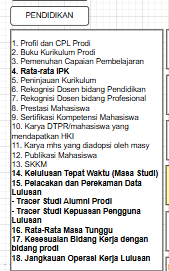 PENDIDIKAN
1. Profil dan CPL Prodi
2. Buku Kurikulum Prodi
3. Pemenuhan Capaian Pembelajaran
4. Rata-rata IPK
5. Peninjauan Kurikulum
6. Rekognisi Dosen bidang Pendidikan
7. Rekognisi Dosen bidang Profesional
8. Prestasi Mahasiswa
9. Sertifikasi Kompetensi Mahasiswa
10. Karya DTPR/mahasiswa yang
mendapatkan HKI
11. Karya mhs yang diadopsi oleh masy
12. Publikasi Mahasiswa
13. SKKM
14. Kelulusan Tepat Waktu (Masa Studi)
15. Pelacakan dan Perekaman Data
Lulusan
- Tracer Studi Alumni Prodi
- Tracer Studi Kepuasan Pengguna
Lulusan
16. Rata-Rata Masa Tunggu
17. Kesesuaian Bidang Kerja dengan
bidang prodi
18. Jangkauan Operasi Kerja Lulusan